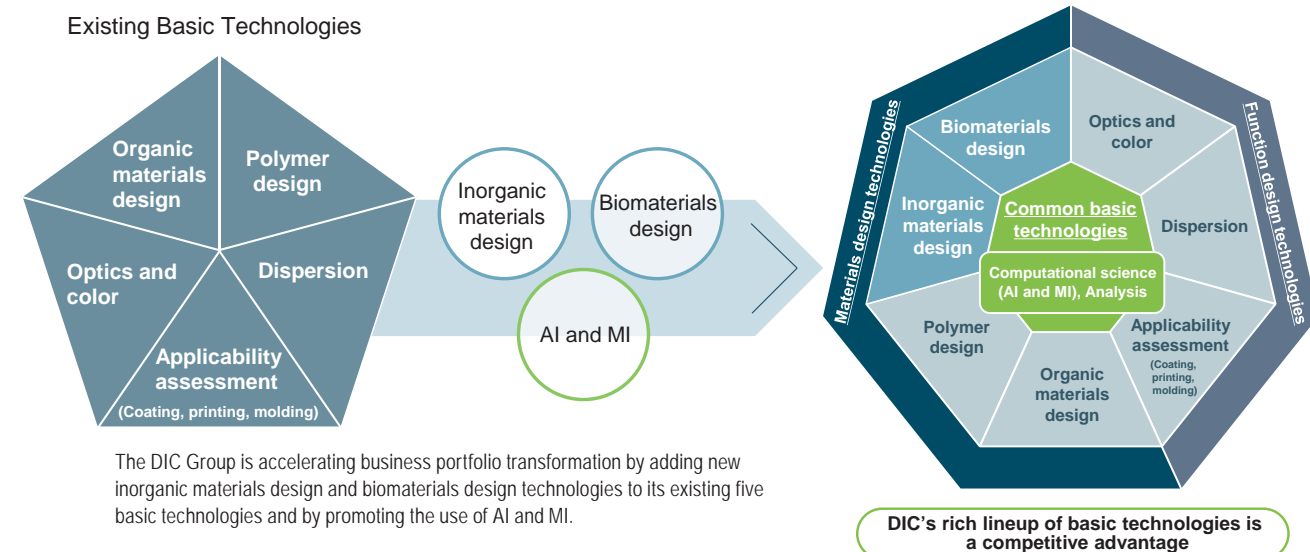 Existing Basic Technologies
Organic
materials
design
Polymer
design
Optics and
color
Dispersion
Applicability
assessment
(Coating, printing, molding)
Inorganic
materials
design
Biomaterials
design
AI and MI
The DIC Group is accelerating business portfolio transformation by adding new
inorganic materials design and biomaterials design technologies to its existing five
basic technologies and by promoting the use of AI and MI.
Materials design technologies
Function design technologies
Biomaterials
design
Optics and
color
Inorganic
materials
design
Common basic
technologies
Dispersion
Computational science
(AI and MI), Analysis
Polymer
design
Organic
materials
design
Applicability
assessment
(Coating,
printing,
molding)
DIC's rich lineup of basic technologies is
a competitive advantage